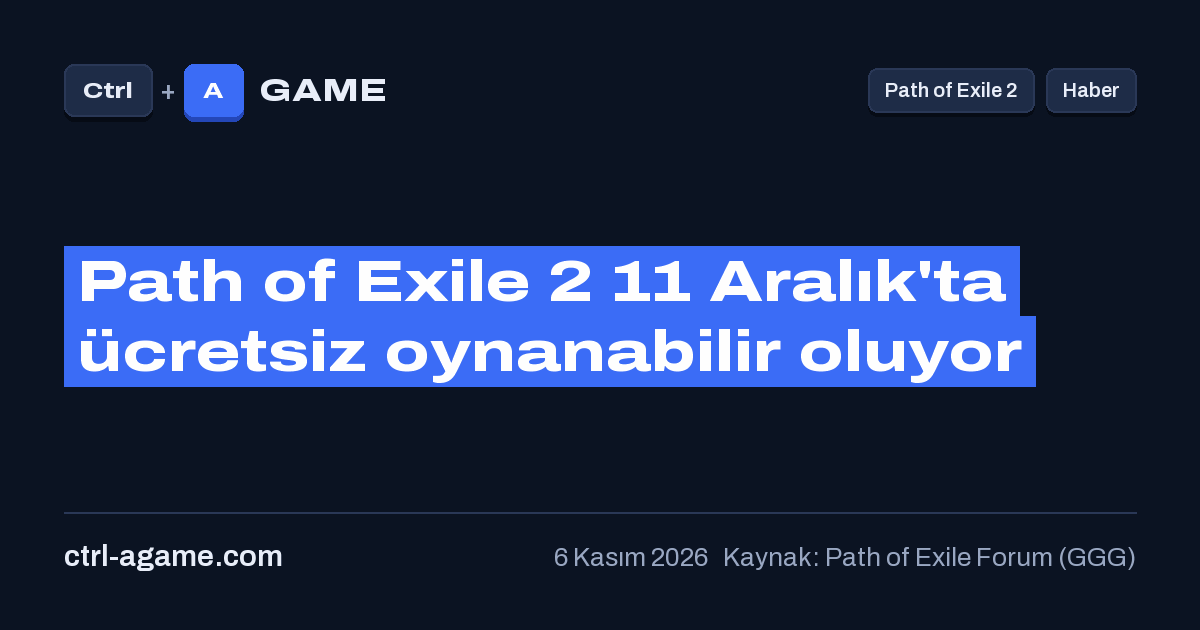 Ctrl + A GAME
Path of Exile 2 Haber
Path of Exile 2 11 Aralık'ta
ücretsiz oynanabilir oluyor
ctrl-agame.com
6 Kasım 2026 Kaynak: Path of Exile Forum (GGG)